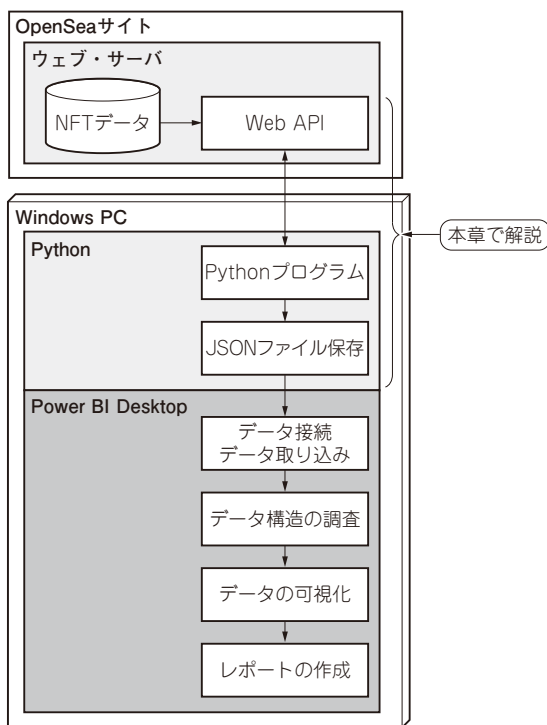 OpenSeaサイト
ウェブ・サーバ
NFTデータ
Web API
Windows PC
Python
本章で解説
Pythonプログラム
JSONファイル保存
Power BI Desktop
データ接続
データ取り込み
データ構造の調査
データの可視化
レポートの作成